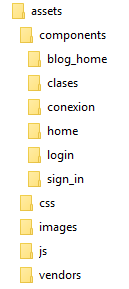 assets
components
blog_home
clases
conexion
home
login
sign_in
css
images
js
vendors